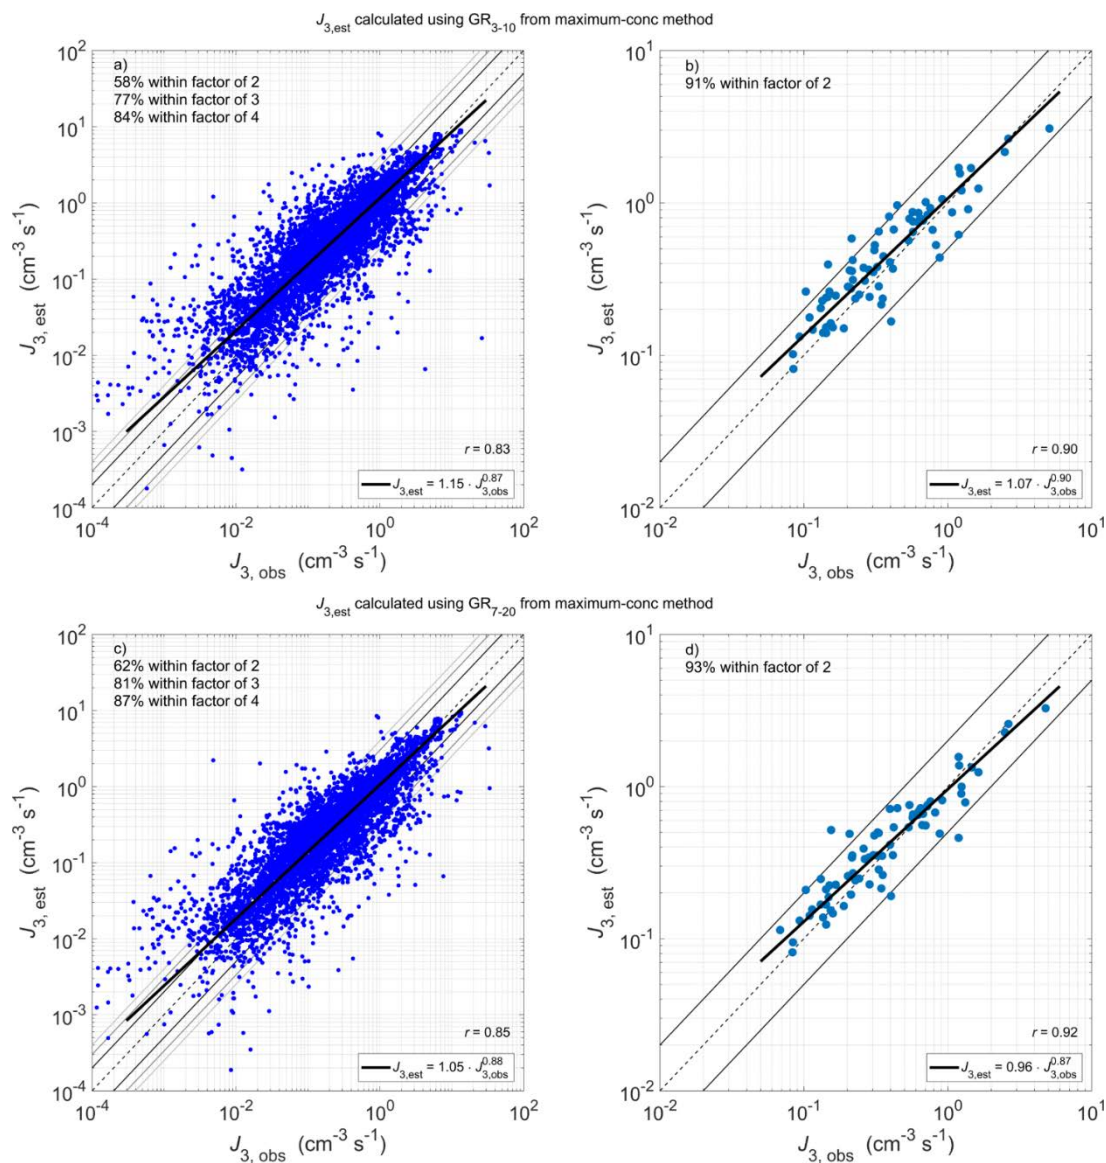 J3,est calculated using GR3-10 from maximum-conc method
a)
58% within factor of 2
77% within factor of 3
84% within factor of 4
10^2
10^1
10^0
10^-1
10^-2
10^-3
10^-4
J3, est (cm^-3 s^-1)
r = 0.83
J3,est = 1.15 · J3,obs^0.87
10^-4 10^-2 10^0 10^2
J3, obs (cm^-3 s^-1)
b)
91% within factor of 2
10^1
10^0
10^-1
10^-2
J3, est (cm^-3 s^-1)
r = 0.90
J3,est = 1.07 · J3,obs^0.90
10^-2 10^-1 10^0 10^1
J3, obs (cm^-3 s^-1)
J3,est calculated using GR7-20 from maximum-conc method
c)
62% within factor of 2
81% within factor of 3
87% within factor of 4
10^2
10^1
10^0
10^-1
10^-2
10^-3
10^-4
J3, est (cm^-3 s^-1)
r = 0.85
J3,est = 1.05 · J3,obs^0.88
10^-4 10^-2 10^0 10^2
J3, obs (cm^-3 s^-1)
d)
93% within factor of 2
10^1
10^0
10^-1
10^-2
J3, est (cm^-3 s^-1)
r = 0.92
J3,est = 0.96 · J3,obs^0.87
10^-2 10^-1 10^0 10^1
J3, obs (cm^-3 s^-1)